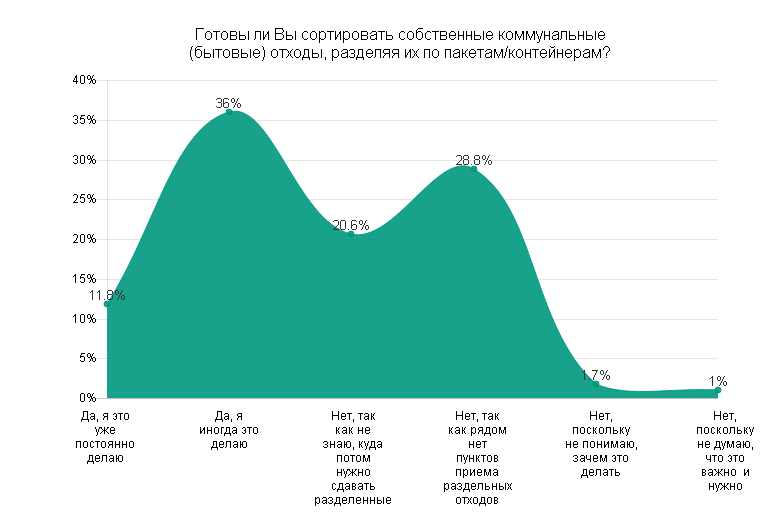 Готовы ли Вы сортировать собственные коммунальные
(бытовые) отходы, разделяя их по пакетам/контейнерам?
40%
35%
30%
25%
20%
15%
10%
5%
0%
11.8%
36%
20.6%
28.8%
1.7%
1%
Да, я это
уже
постоянно
делаю
Да, я
иногда это
делаю
Нет, так
как не
знаю, куда
потом
нужно
сдавать
разделенные
Нет, так
как рядом
нет
пунктов
приема
раздельных
отходов
Нет,
поскольку
не понимаю,
зачем это
делать
Нет,
поскольку
не думаю,
что это
важно и
нужно